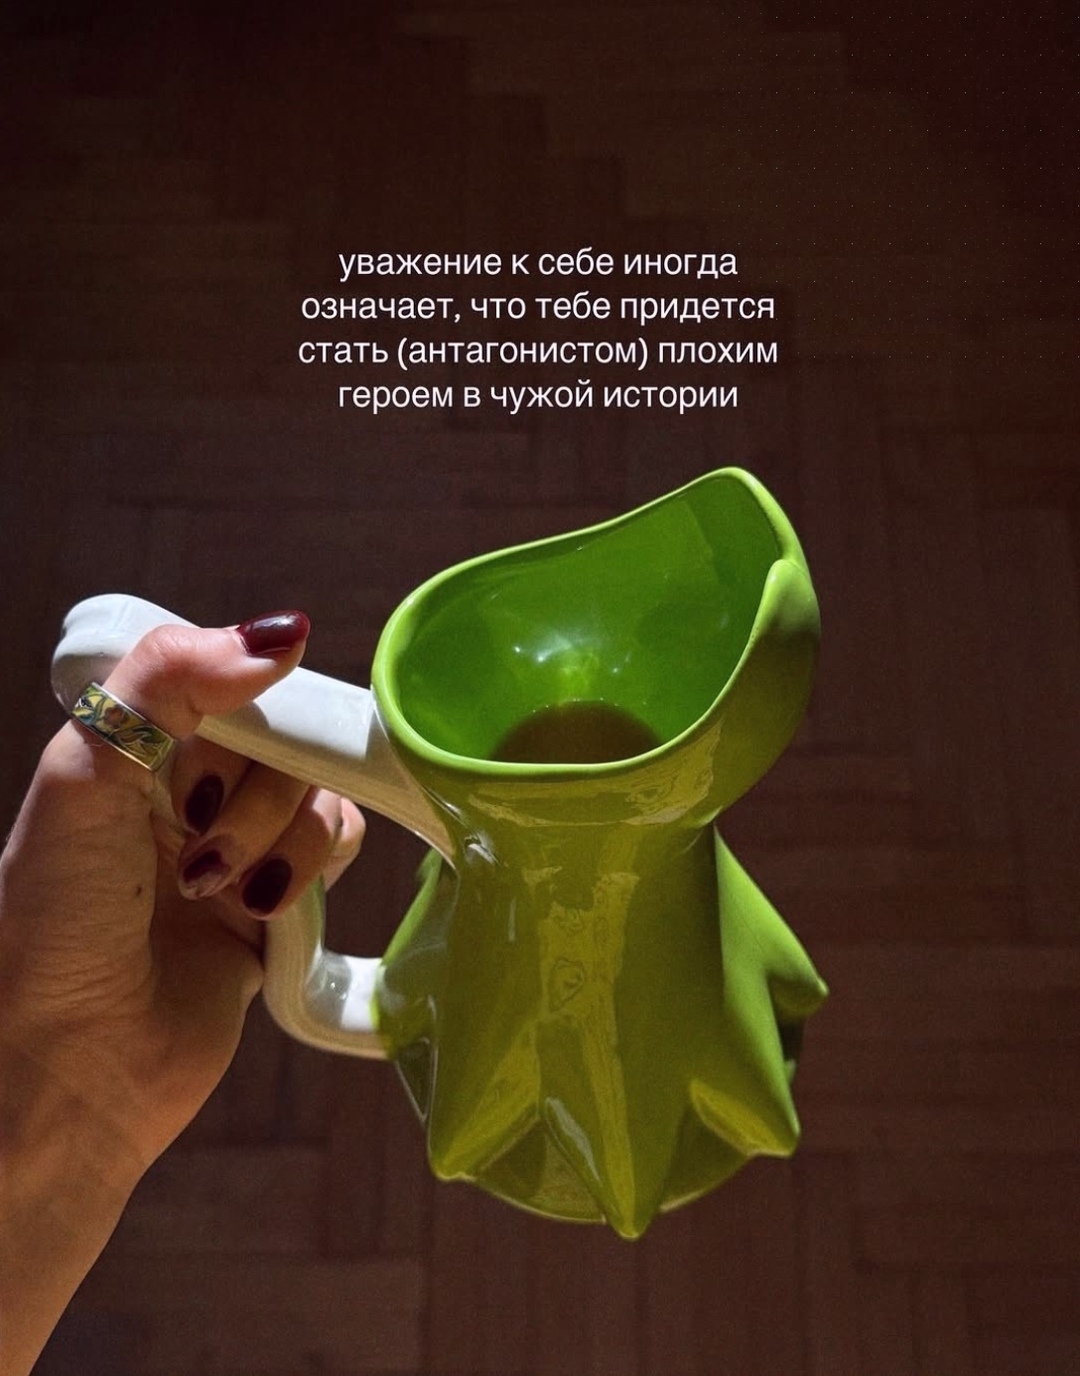 уважение к себе иногда
означает, что тебе придется
стать (антагонистом) плохим
героем в чужой истории